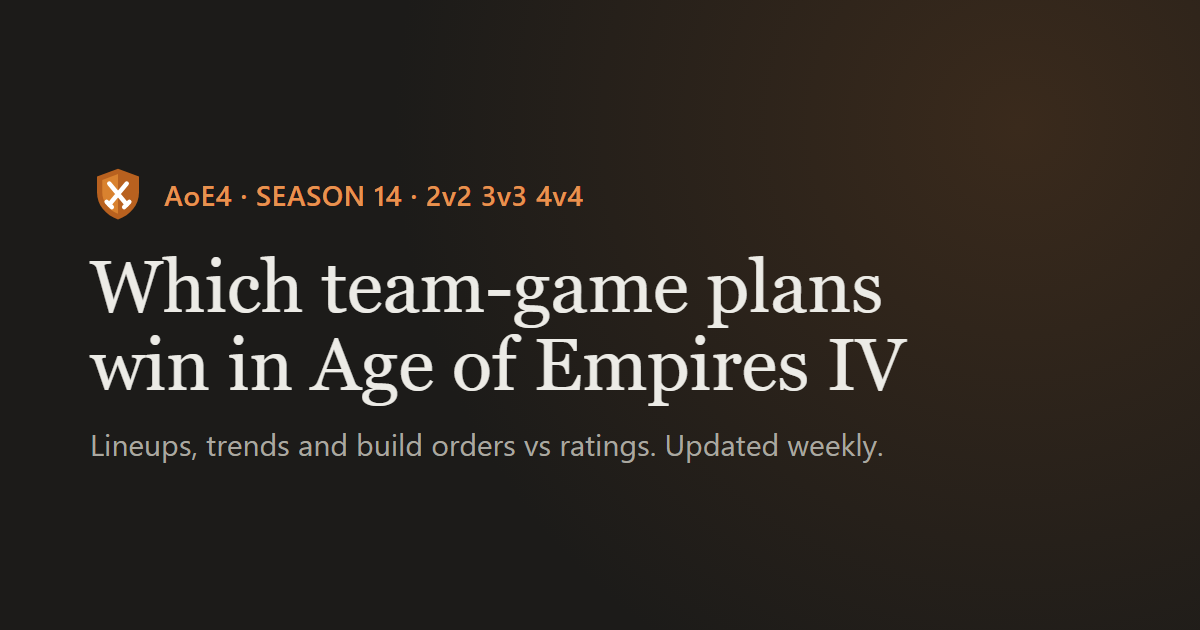 AoE4 · SEASON 14 · 2v2 3v3 4v4
Which team-game plans
win in Age of Empires IV
Lineups, trends and build orders vs ratings. Updated weekly.